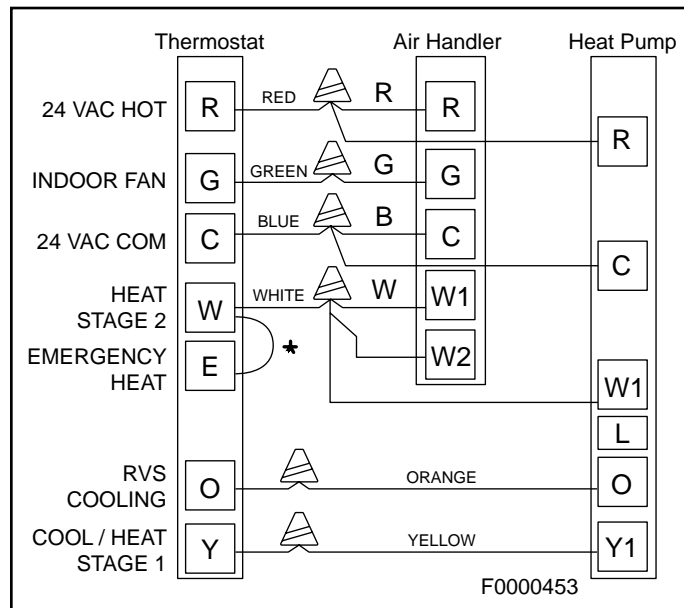 Thermostat Air Handler Heat Pump
24 VAC HOT R RED R R
R
INDOOR FAN G GREEN G G
24 VAC COM C BLUE B C
C
HEAT
STAGE 2 W WHITE W W1
*
EMERGENCY
HEAT E W2
W1
L
RVS
COOLING O ORANGE O
COOL / HEAT
STAGE 1 Y YELLOW Y1
F0000453